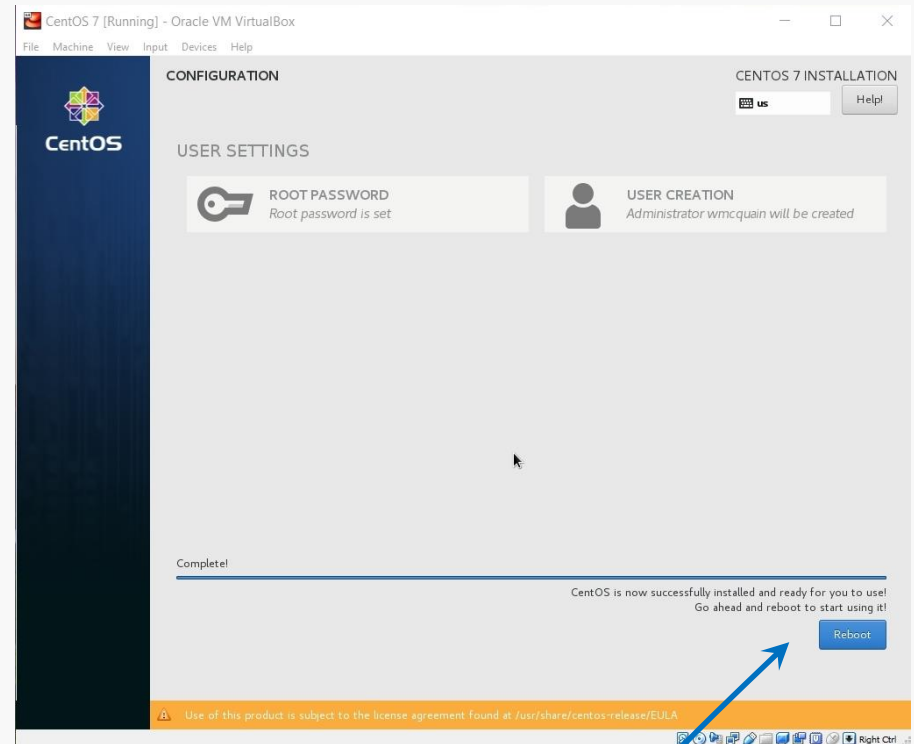 CentOS 7 [Running] - Oracle VM VirtualBox
File Machine View Input Devices Help
CentOS
CONFIGURATION
CENTOS 7 INSTALLATION
us
Help!
USER SETTINGS
ROOT PASSWORD
Root password is set
USER CREATION
Administrator wmcquain will be created
Complete!
CentOS is now successfully installed and ready for you to use!
Go ahead and reboot to start using it!
Reboot
Use of this product is subject to the license agreement found at /usr/share/centos-release/EULA
Right Ctrl